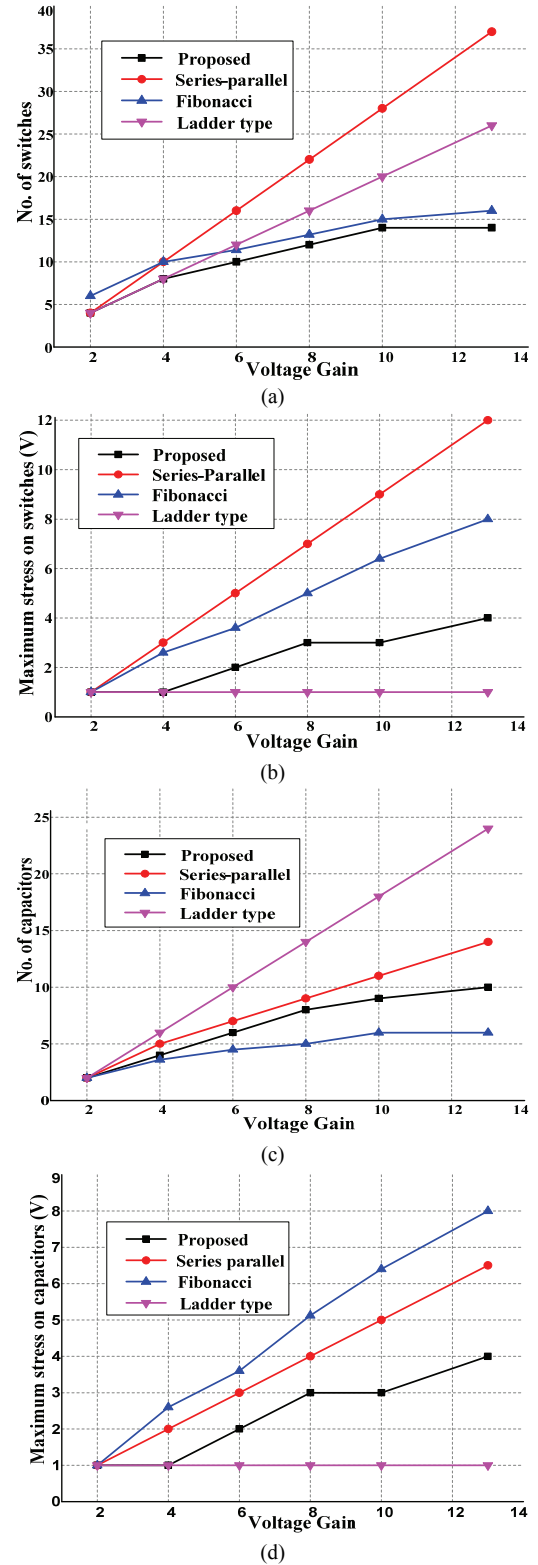 40
35
30
25
20
15
10
5
0
No. of switches
Proposed
Series-parallel
Fibonacci
Ladder type
2 4 6 8 10 12 14
Voltage Gain
(a)
12
10
8
6
4
2
0
Maximum stress on switches (V)
Proposed
Series-Parallel
Fibonacci
Ladder type
2 4 6 8 10 12 14
Voltage Gain
(b)
25
20
15
10
5
0
No. of capacitors
Proposed
Series-parallel
Fibonacci
Ladder type
2 4 6 8 10 12 14
Voltage Gain
(c)
9
8
7
6
5
4
3
2
1
0
Maximum stress on capacitors (V)
Proposed
Series parallel
Fibonacci
Ladder type
2 4 6 8 10 12 14
Voltage Gain
(d)